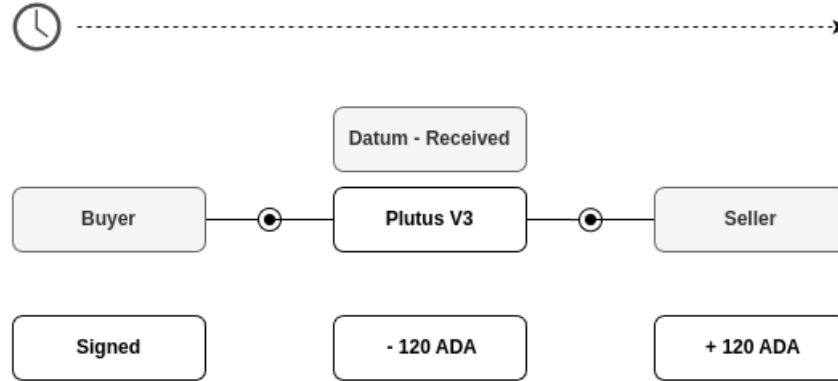 Datum - Received
Buyer
Plutus V3
Seller
Signed
- 120 ADA
+ 120 ADA